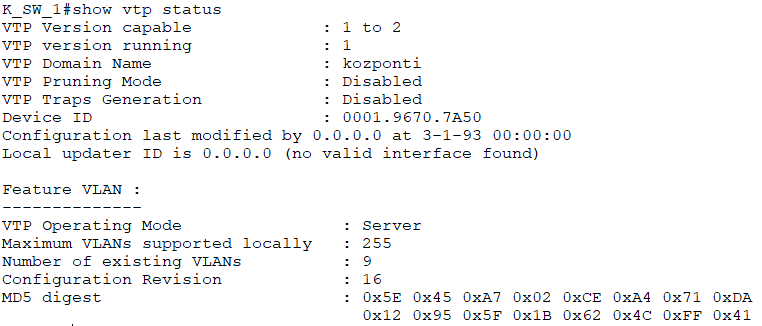 K_SW_1#show vtp status
VTP Version capable             : 1 to 2
VTP version running             : 1
VTP Domain Name                 : kozponti
VTP Pruning Mode                : Disabled
VTP Traps Generation            : Disabled
Device ID                       : 0001.9670.7A50
Configuration last modified by 0.0.0.0 at 3-1-93 00:00:00
Local updater ID is 0.0.0.0 (no valid interface found)

Feature VLAN :
--------------
VTP Operating Mode                : Server
Maximum VLANs supported locally   : 255
Number of existing VLANs          : 9
Configuration Revision            : 16
MD5 digest                        : 0x5E 0x45 0xA7 0x02 0xCE 0xA4 0x71 0xDA
                                    0x12 0x95 0x5F 0x1B 0x62 0x4C 0xFF 0x41